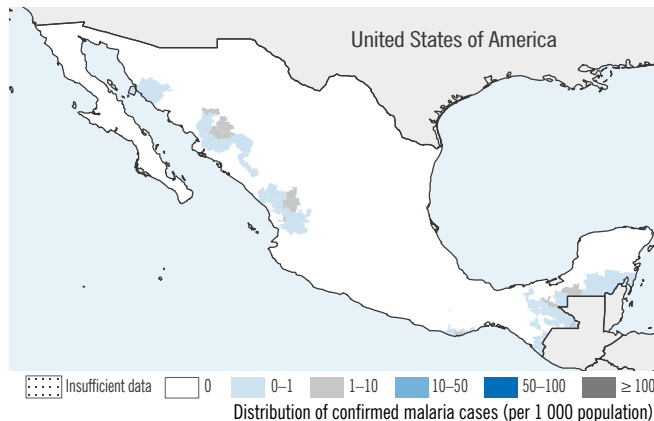 United States of America
Insufficient data 0 0–1 1–10 10–50 50–100 ≥ 100
Distribution of confirmed malaria cases (per 1 000 population)